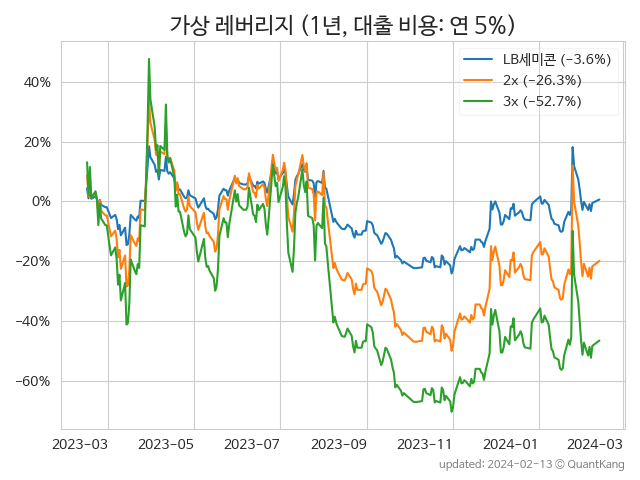 가상 레버리지 (1년, 대출 비용: 연 5%)
LB세미콘 (−3.6%)
2x (−26.3%)
3x (−52.7%)
40%
20%
0%
−20%
−40%
−60%
2023-03 2023-05 2023-07 2023-09 2023-11 2024-01 2024-03
updated: 2024-02-13 © QuantKang